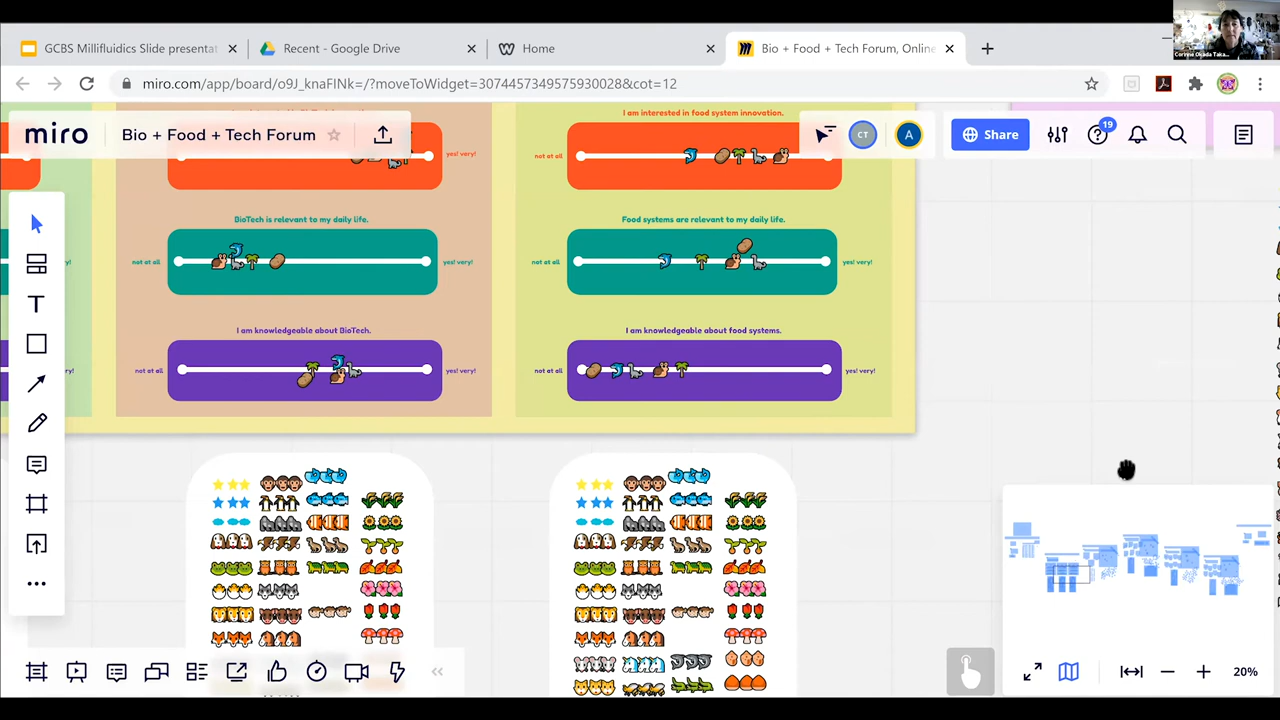 GCBS Millifluidics Slide presentat
Recent - Google Drive
Home
Bio + Food + Tech Forum, Online
Corinne Okada Taka...
miro.com/app/board/o9J_knaFINk=/?moveToWidget=3074457349575930028&cot=12
I am interested in food system innovation.
miro
Bio + Food + Tech Forum
CT
A
Share
19
yes! very!
not at all
BioTech is relevant to my daily life.
Food systems are relevant to my daily life.
not at all
yes! very!
not at all
yes! very!
I am knowledgeable about BioTech.
I am knowledgeable about food systems.
not at all
yes! very!
not at all
yes! very!
T
20%